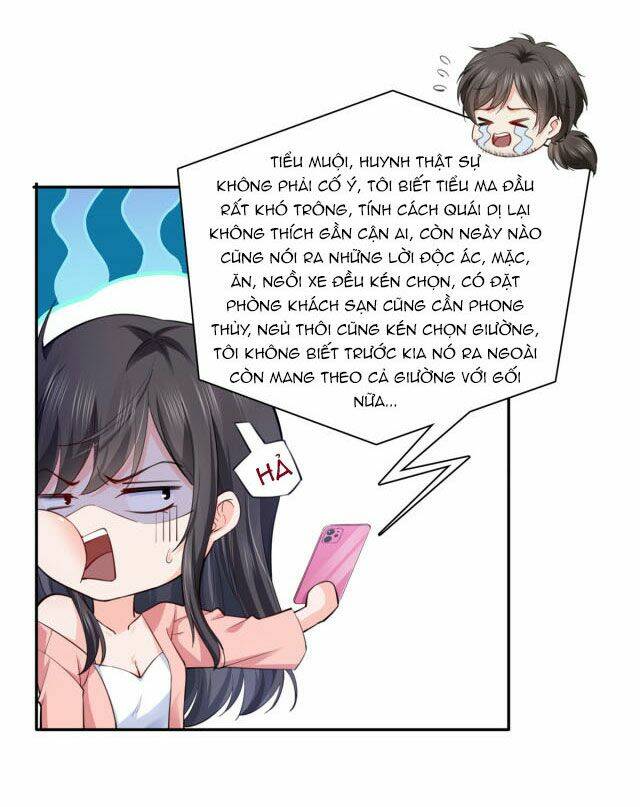 TIỂU MUỘI, HUYNH THẬT SỰ
KHÔNG PHẢI CỐ Ý, TÔI BIẾT TIỂU MA ĐẦU
RẤT KHÓ TRÔNG, TÍNH CÁCH QUÁI DỊ LẠI
KHÔNG THÍCH GẦN CẬN AI, CÒN NGÀY NÀO
CŨNG NÓI RA NHỮNG LỜI ĐỘC ÁC, MẶC,
ĂN, NGỒI XE ĐỀU KÉN CHỌN, CÓ ĐẶT
PHÒNG KHÁCH SẠN CŨNG CẦN PHONG
THỦY, NGỦ THÔI CŨNG KÉN CHỌN GIƯỜNG,
TÔI KHÔNG BIẾT TRƯỚC KIA NÓ RA NGOÀI
CÒN MANG THEO CẢ GIƯỜNG VỚI GỐI
NỮA...
HẢ